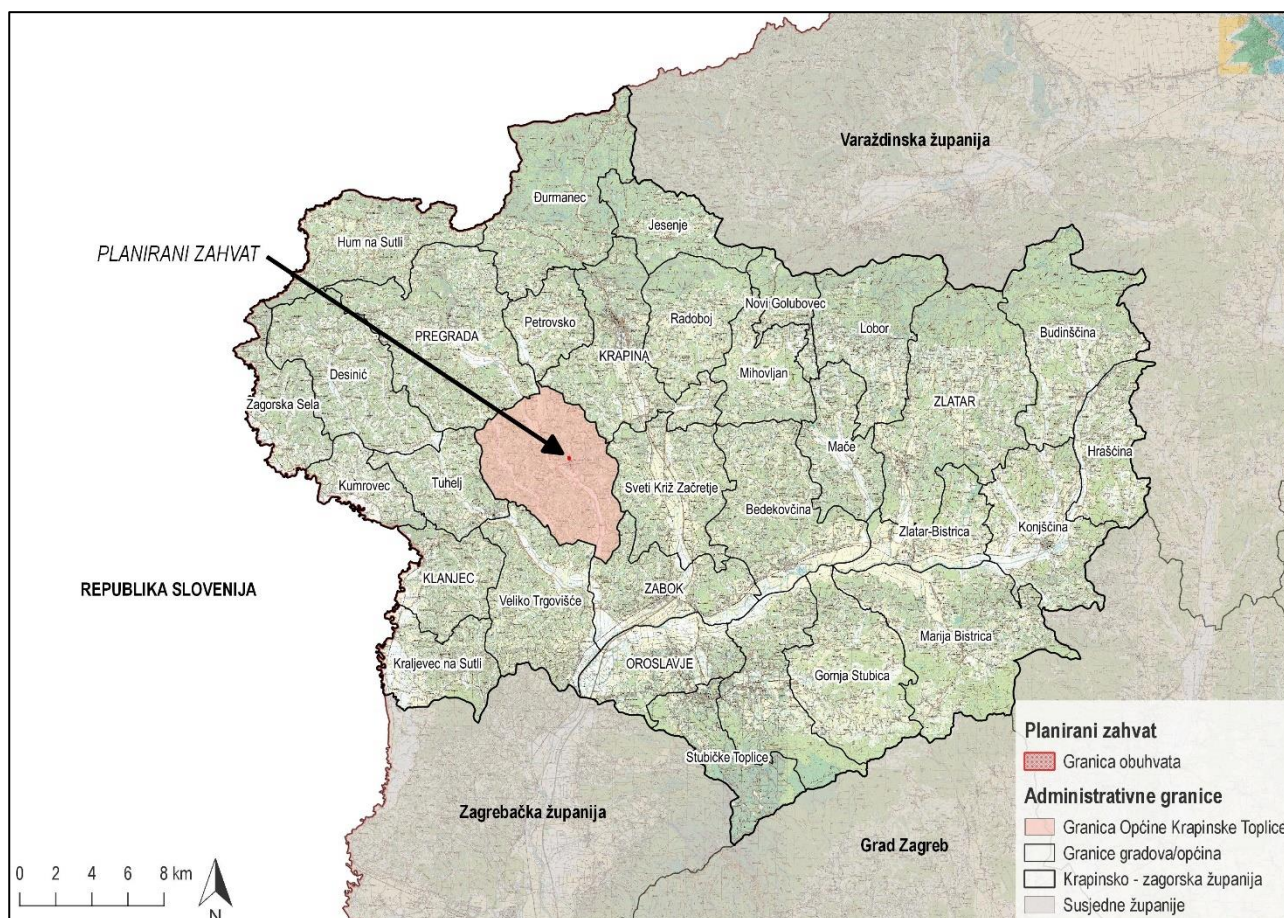 Varaždinska županija
Đurmanec
Jesenje
Hum na Sutli
PLANIRANI ZAHVAT
Novi Golubovec
Radoboj
Petrovsko
Lobor
PREGRADA
Budinščina
KRAPINA
Mihovljan
Desinić
ZLATAR
Zagorska Sela
Mače
Hrašćina
Tuhelj
Sveti Križ Začretje
Kumrovec
Bedekovčina
Zlatar-Bistrica
Konjščina
KLANJEC
REPUBLIKA SLOVENIJA
ZABOK
Veliko Trgovišće
Marija Bistrica
Kraljevec na Sutli
OROSLAVJE
Gornja Stubica
Stubičke Toplice
Zagrebačka županija
Grad Zagreb
Planirani zahvat
Granica obuhvata
Administrativne granice
Granica Općine Krapinske Toplice
Granice gradova/općina
Krapinsko - zagorska županija
Susjedne županije
0 2 4 6 8 km
N